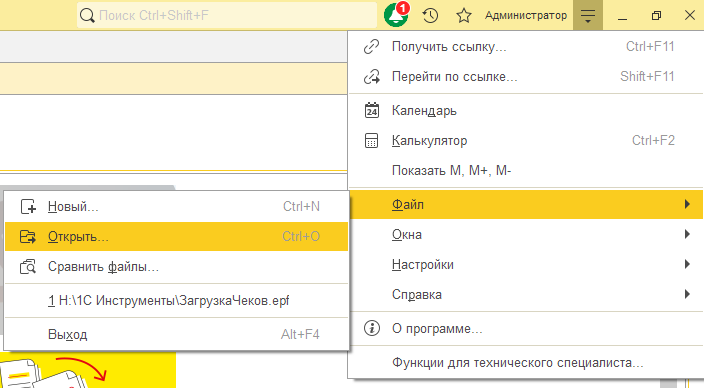 Поиск Ctrl+Shift+F
1
Администратор
Получить ссылку... Ctrl+F11
Перейти по ссылке... Shift+F11
24 Календарь
Калькулятор Ctrl+F2
Показать M, M+, M-
Файл
Окна
Настройки
Справка
О программе...
Функции для технического специалиста...
Новый... Ctrl+N
Открыть... Ctrl+O
Сравнить файлы...
1 H:\1С Инструменты\ЗагрузкаЧеков.epf
Выход Alt+F4